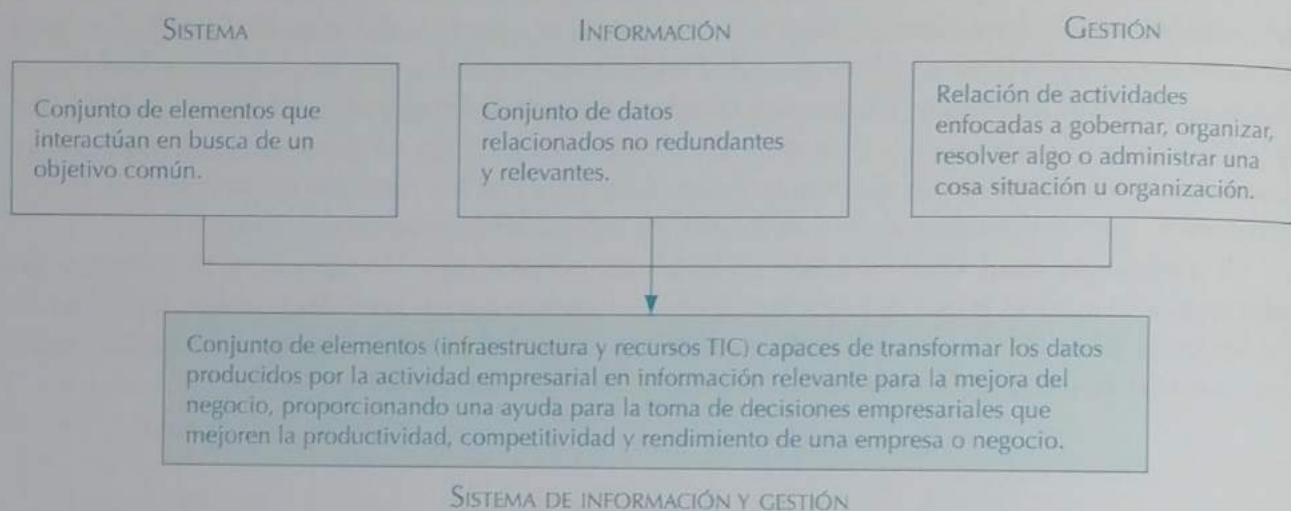 SISTEMA
Conjunto de elementos que
interactúan en busca de un
objetivo común.
INFORMACIÓN
Conjunto de datos
relacionados no redundantes
y relevantes.
GESTIÓN
Relación de actividades
enfocadas a gobernar, organizar,
resolver algo o administrar una
cosa situación u organización.
Conjunto de elementos (infraestructura y recursos TIC) capaces de transformar los datos
producidos por la actividad empresarial en información relevante para la mejora del
negocio, proporcionando una ayuda para la toma de decisiones empresariales que
mejoren la productividad, competitividad y rendimiento de una empresa o negocio.
SISTEMA DE INFORMACIÓN Y GESTIÓN